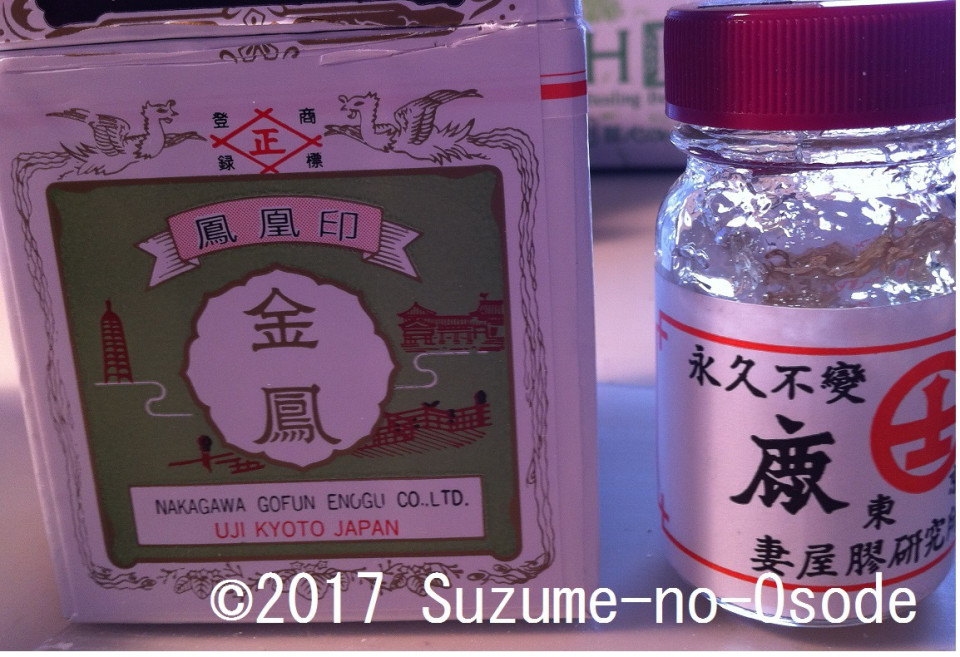 商標
正
登録
鳳凰印
金鳳
NAKAGAWA GOFUN ENOGU CO.,LTD.
UJI KYOTO JAPAN
永久不變
鹿
東
妻屋膠研究
©2017 Suzume-no-Osode